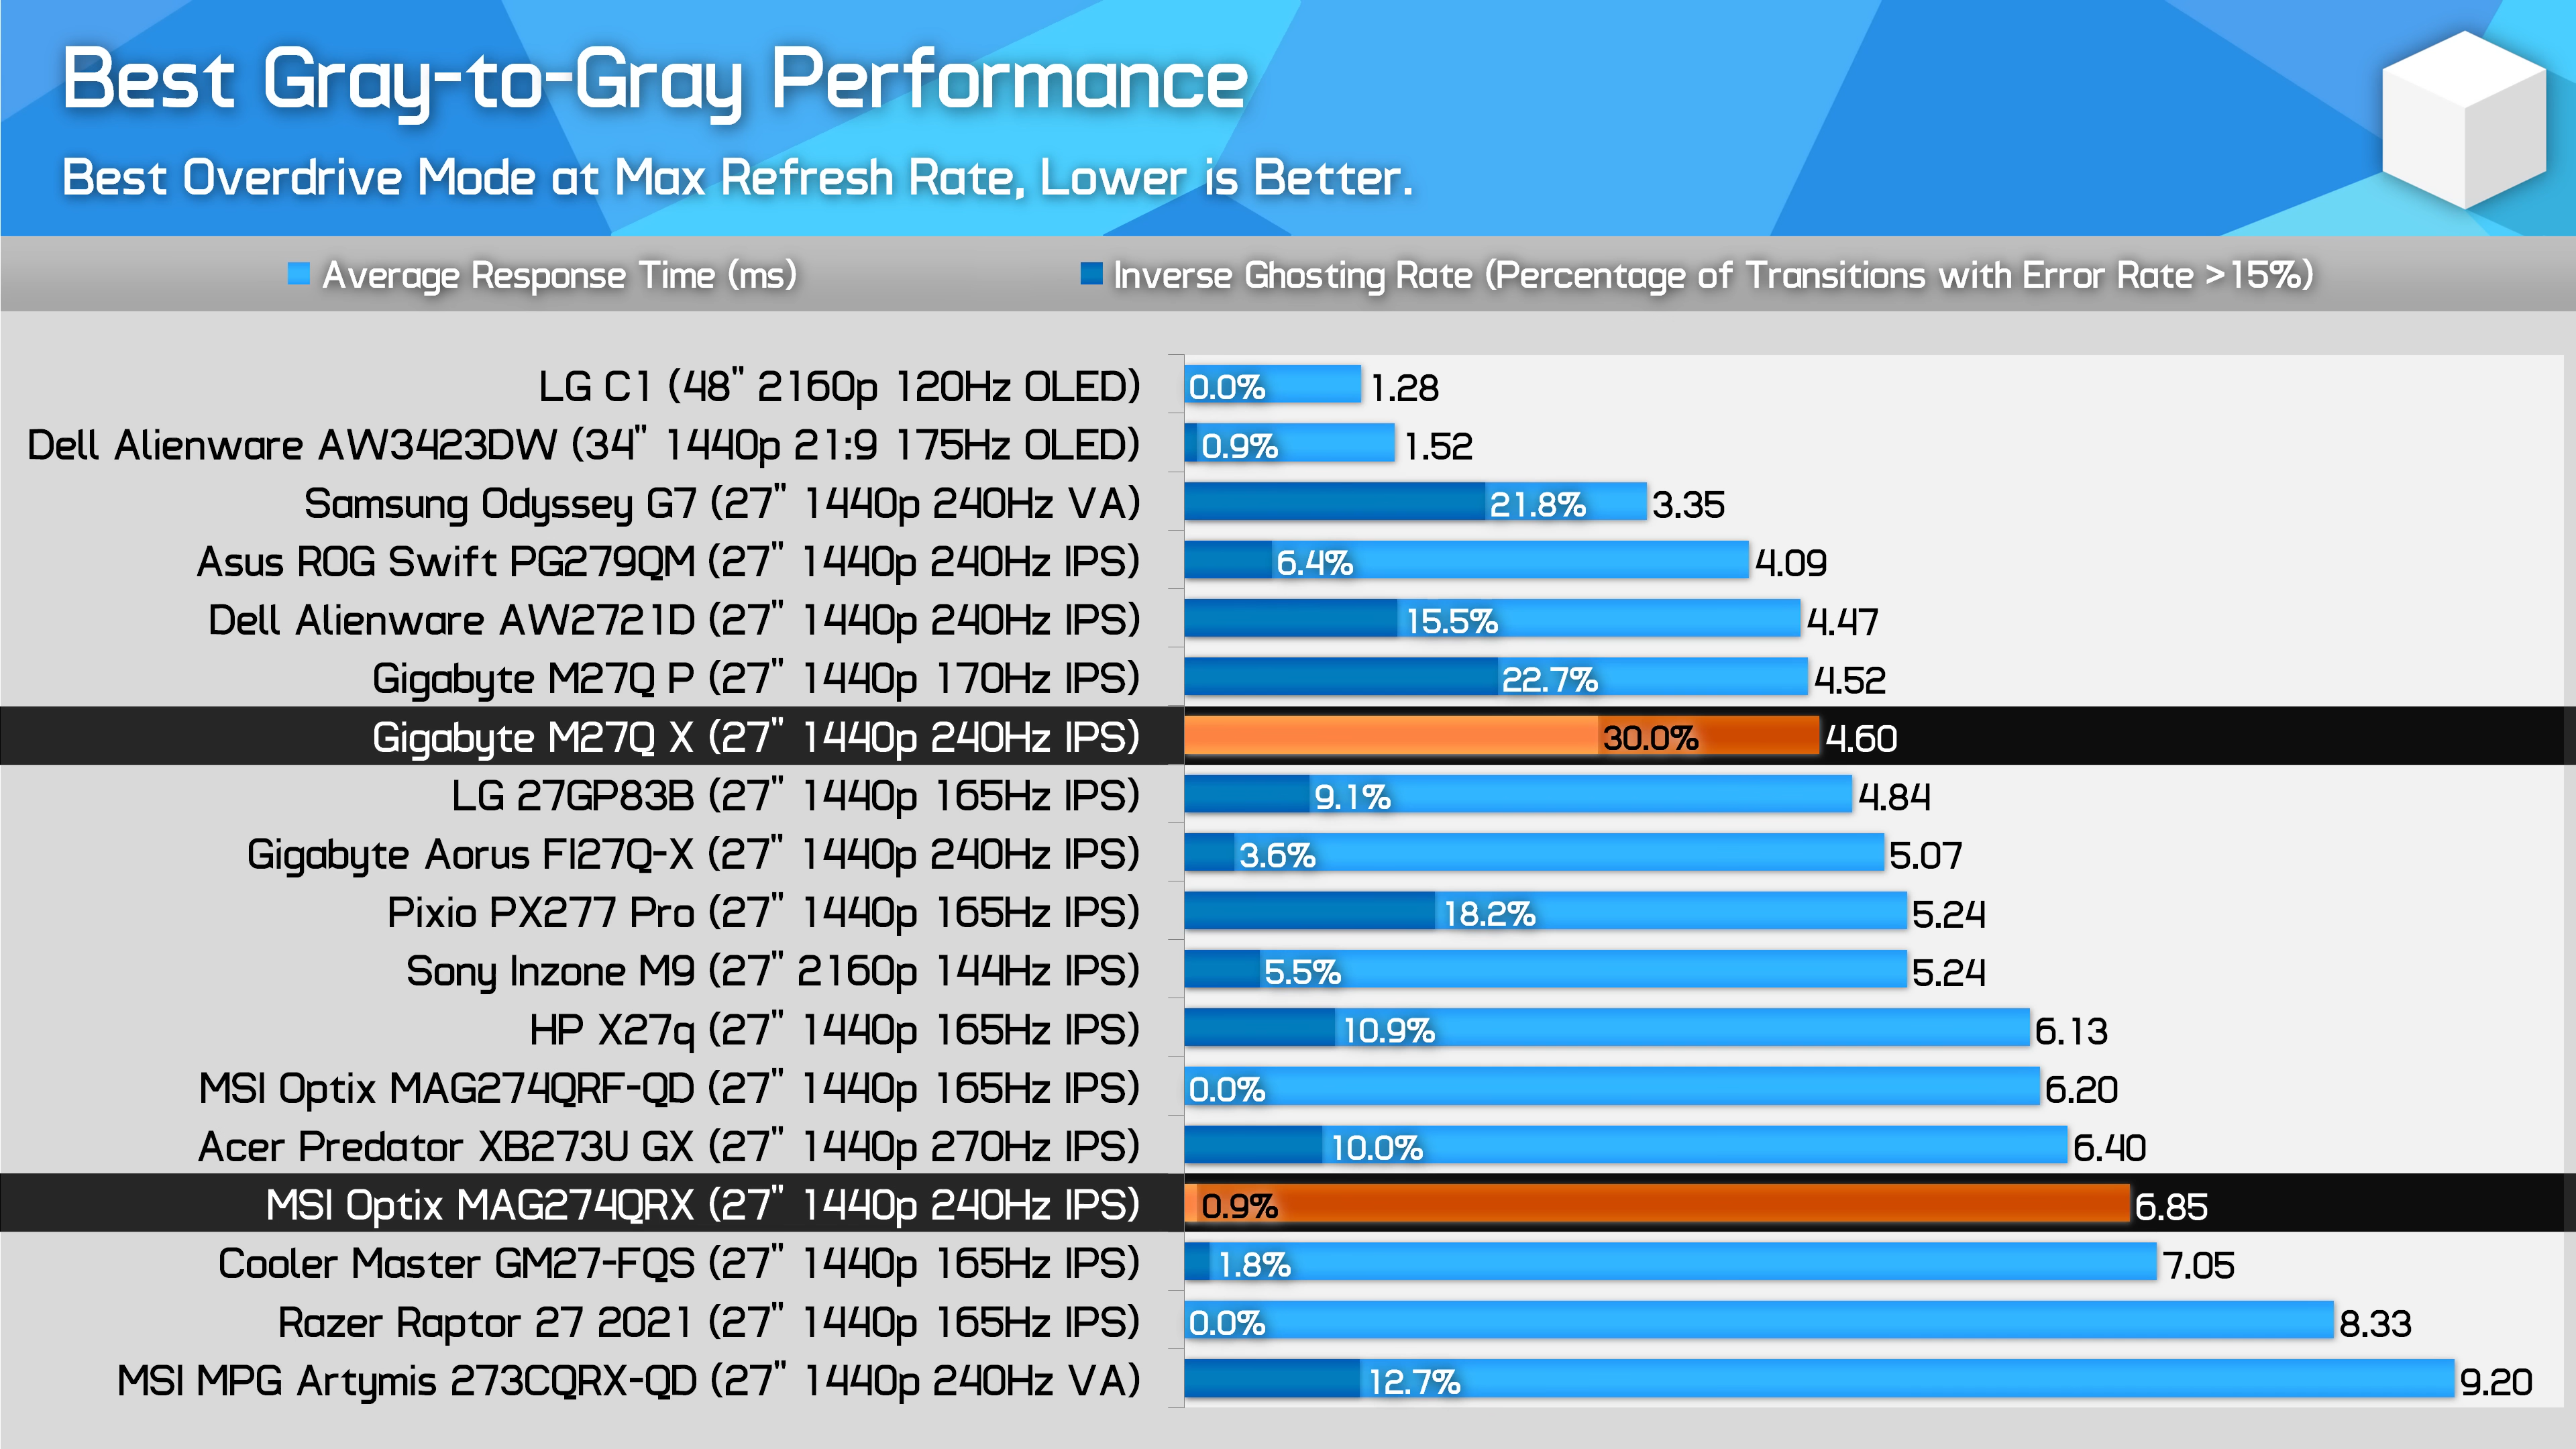 Best Gray-to-Gray Performance
Best Overdrive Mode at Max Refresh Rate, Lower is Better.
Average Response Time (ms) Inverse Ghosting Rate (Percentage of Transitions with Error Rate >15%)
LG C1 (48" 2160p 120Hz OLED) 0.0% 1.28
Dell Alienware AW3423DW (34" 1440p 21:9 175Hz OLED) 0.9% 1.52
Samsung Odyssey G7 (27" 1440p 240Hz VA) 21.8% 3.35
Asus ROG Swift PG279QM (27" 1440p 240Hz IPS) 6.4% 4.09
Dell Alienware AW2721D (27" 1440p 240Hz IPS) 15.5% 4.47
Gigabyte M27Q P (27" 1440p 170Hz IPS) 22.7% 4.52
Gigabyte M27Q X (27" 1440p 240Hz IPS) 30.0% 4.60
LG 27GP83B (27" 1440p 165Hz IPS) 9.1% 4.84
Gigabyte Aorus FI27Q-X (27" 1440p 240Hz IPS) 3.6% 5.07
Pixio PX277 Pro (27" 1440p 165Hz IPS) 18.2% 5.24
Sony Inzone M9 (27" 2160p 144Hz IPS) 5.5% 5.24
HP X27q (27" 1440p 165Hz IPS) 10.9% 6.13
MSI Optix MAG274QRF-QD (27" 1440p 165Hz IPS) 0.0% 6.20
Acer Predator XB273U GX (27" 1440p 270Hz IPS) 10.0% 6.40
MSI Optix MAG274QRX (27" 1440p 240Hz IPS) 0.9% 6.85
Cooler Master GM27-FQS (27" 1440p 165Hz IPS) 1.8% 7.05
Razer Raptor 27 2021 (27" 1440p 165Hz IPS) 0.0% 8.33
MSI MPG Artymis 273CQRX-QD (27" 1440p 240Hz VA) 12.7% 9.20